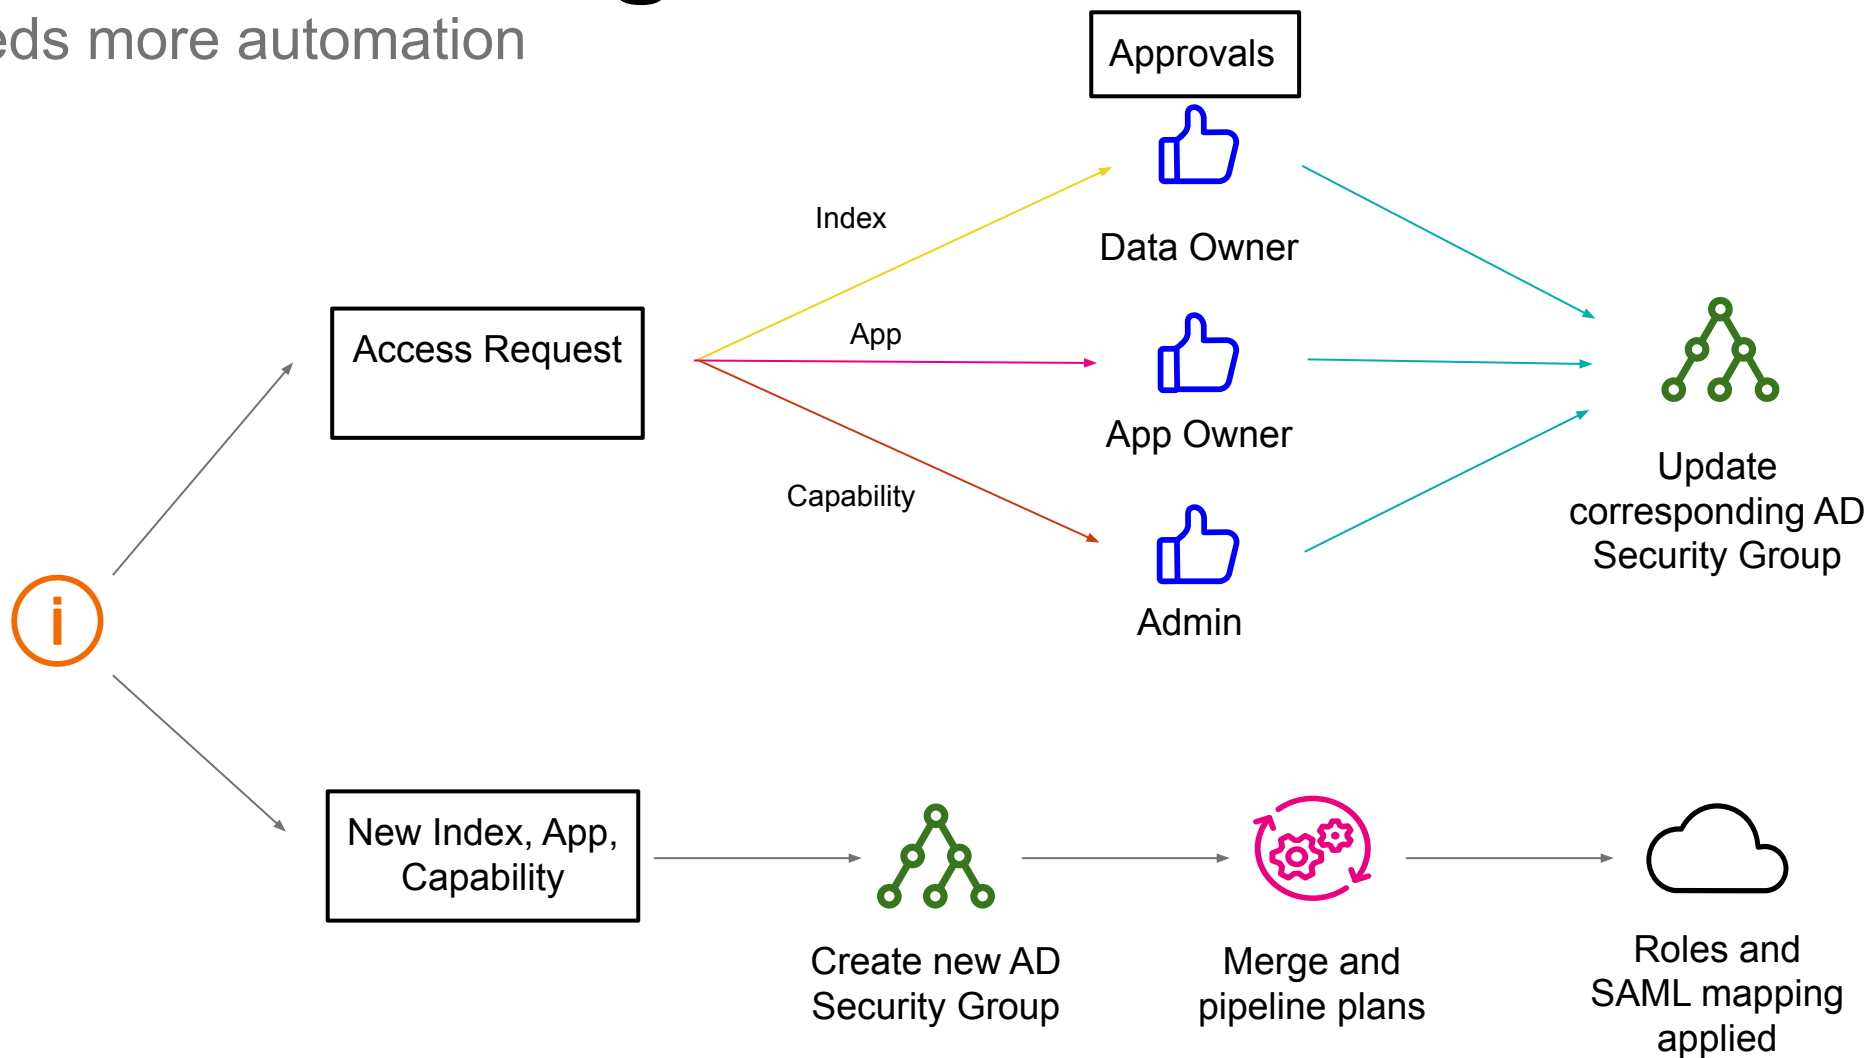 more automation
Approvals
Index
Data Owner
Access Request
App
App Owner
Capability
Update
corresponding AD
Security Group
Admin
i
New Index, App,
Capability
Create new AD
Security Group
Merge and
pipeline plans
Roles and
SAML mapping
applied